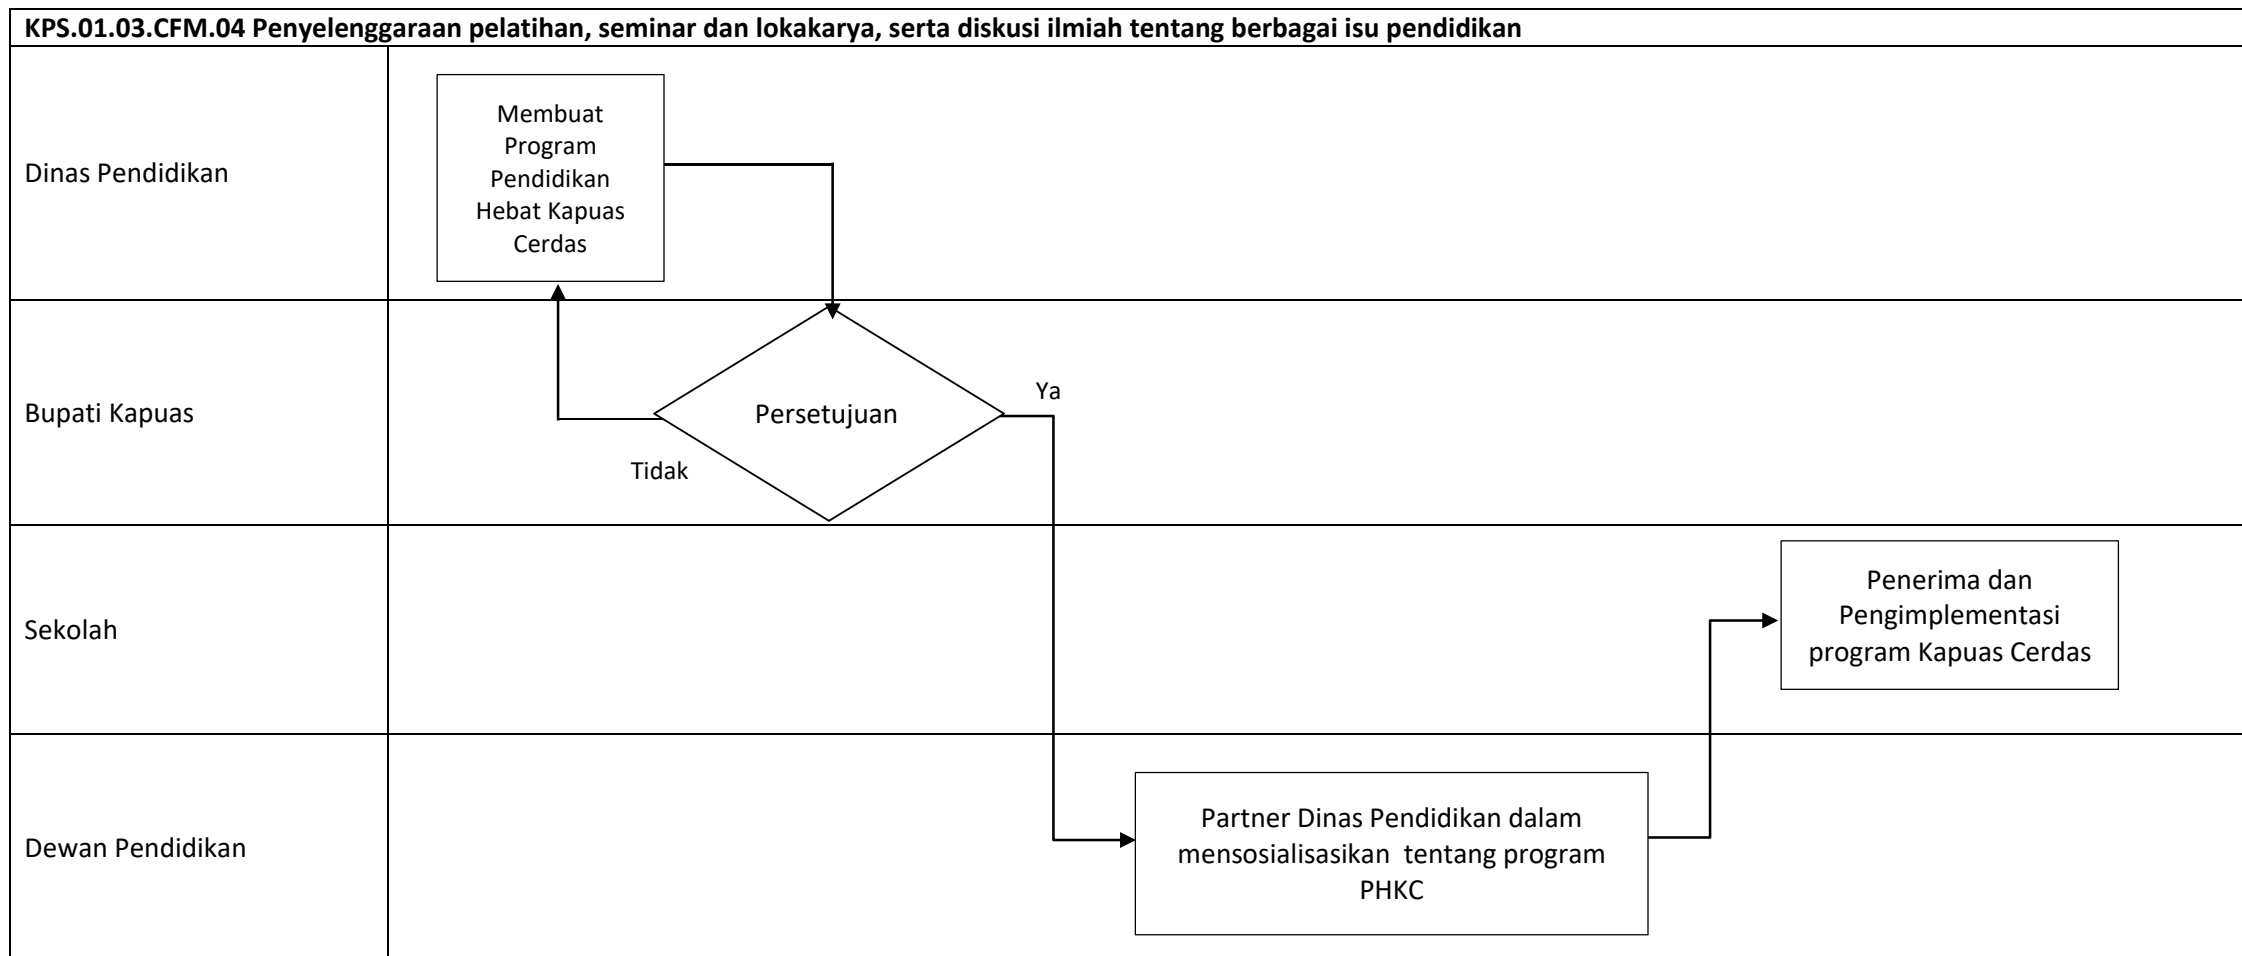 KPS.01.03.CFM.04 Penyelenggaraan pelatihan, seminar dan lokakarya, serta diskusi ilmiah tentang berbagai isu pendidikan
Dinas Pendidikan
Membuat
Program
Pendidikan
Hebat Kapuas
Cerdas
Bupati Kapuas
Persetujuan
Ya
Tidak
Sekolah
Penerima dan
Pengimplementasi
program Kapuas Cerdas
Dewan Pendidikan
Partner Dinas Pendidikan dalam
mensosialisasikan tentang program
PHKC